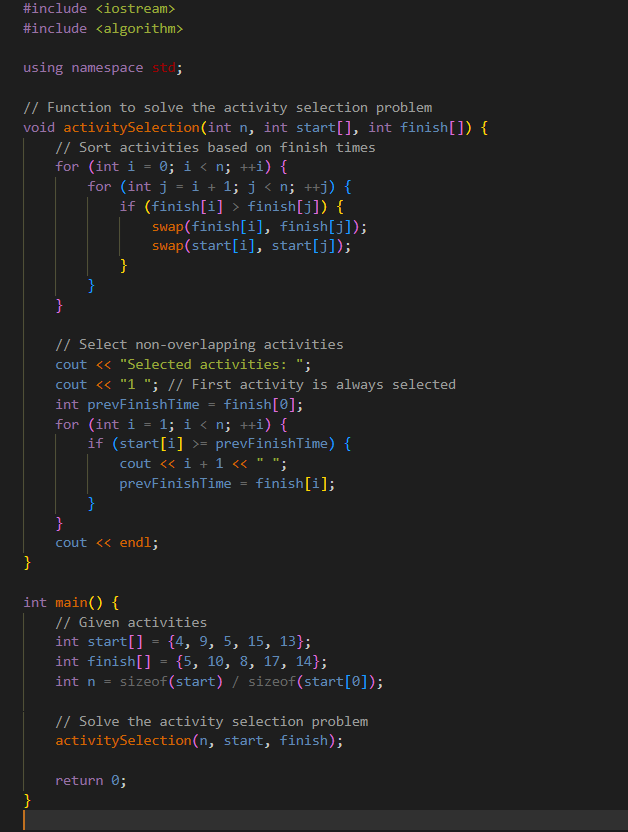 #include <iostream>
#include <algorithm>
using namespace std;
// Function to solve the activity selection problem
void activitySelection(int n, int start[], int finish[]) {
// Sort activities based on finish times
for (int i = 0; i < n; ++i) {
for (int j = i + 1; j < n; ++j) {
if (finish[i] > finish[j]) {
swap(finish[i], finish[j]);
swap(start[i], start[j]);
}
}
}
// Select non-overlapping activities
cout << "Selected activities: ";
cout << "1 "; // First activity is always selected
int prevFinishTime = finish[0];
for (int i = 1; i < n; ++i) {
if (start[i] >= prevFinishTime) {
cout << i + 1 << " ";
prevFinishTime = finish[i];
}
}
cout << endl;
}
int main() {
// Given activities
int start[] = {4, 9, 5, 15, 13};
int finish[] = {5, 10, 8, 17, 14};
int n = sizeof(start) / sizeof(start[0]);
// Solve the activity selection problem
activitySelection(n, start, finish);
return 0;
}